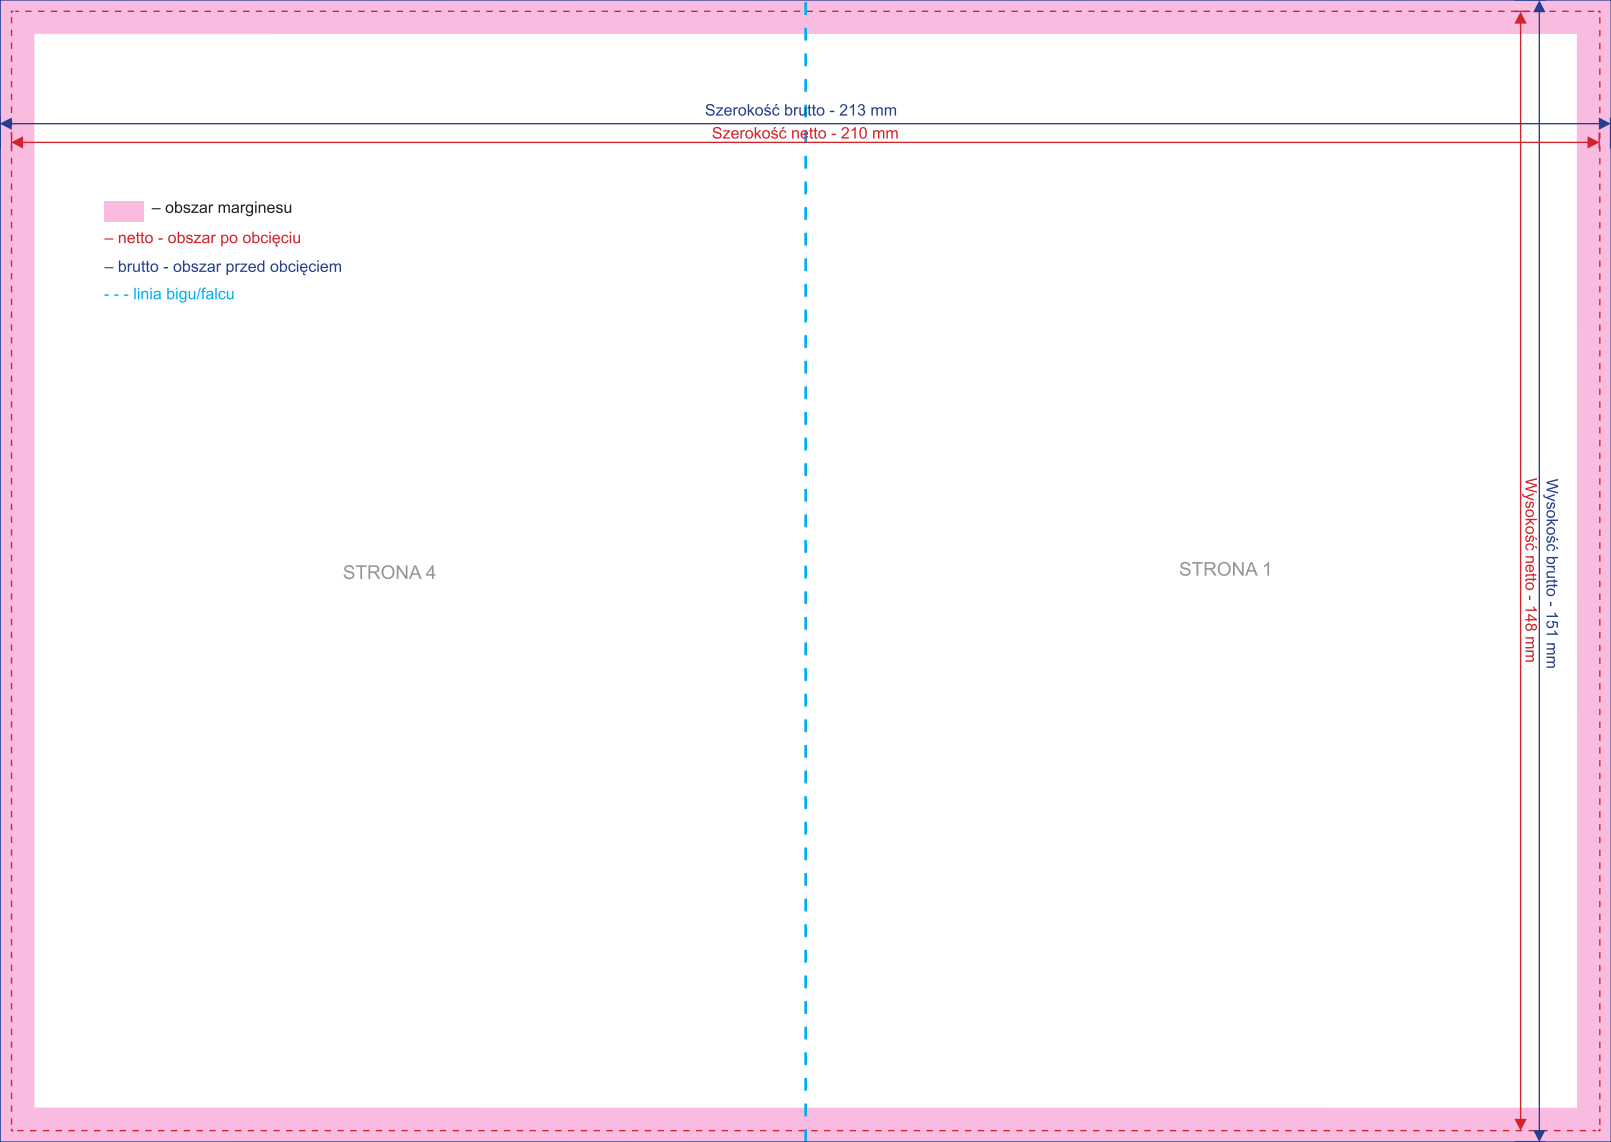 Szerokość brutto - 213 mm
Szerokość netto - 210 mm
– obszar marginesu
– netto - obszar po obcięciu
– brutto - obszar przed obcięciem
- - - linia bigu/falcu
STRONA 4
STRONA 1
Wysokość netto - 148 mm
Wysokość brutto - 151 mm